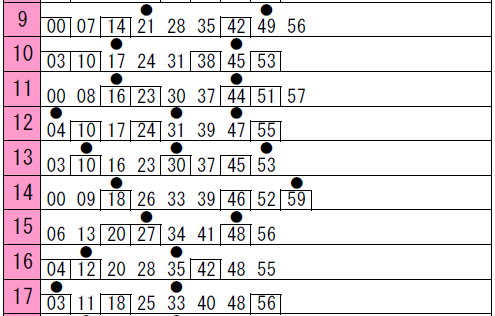 9 00 07 14 21 28 35 42 49 56
10 03 10 17 24 31 38 45 53
11 00 08 16 23 30 37 44 51 57
12 04 10 17 24 31 39 47 55
13 03 10 16 23 30 37 45 53
14 00 09 18 26 33 39 46 52 59
15 06 13 20 27 34 41 48 56
16 04 12 20 28 35 42 48 55
17 03 11 18 25 33 40 48 56